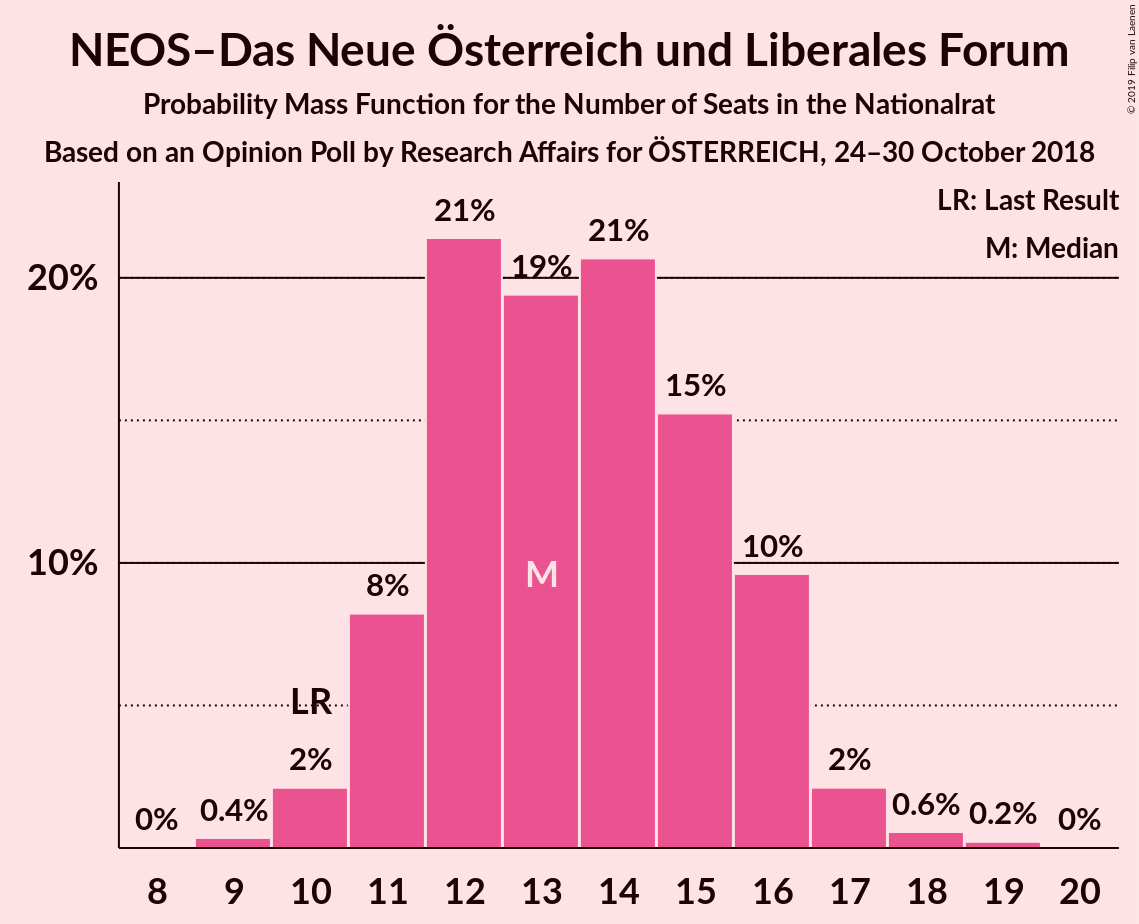 NEOS–Das Neue Österreich und Liberales Forum
Probability Mass Function for the Number of Seats in the Nationalrat
Based on an Opinion Poll by Research Affairs for ÖSTERREICH, 24–30 October 2018
© 2019 Filip van Laenen
LR: Last Result
M: Median
21%
21%
19%
20%
15%
10%
10%
8%
M
LR
2%
2%
0%
0.4%
0.6%
0.2%
0%
8 9 10 11 12 13 14 15 16 17 18 19 20